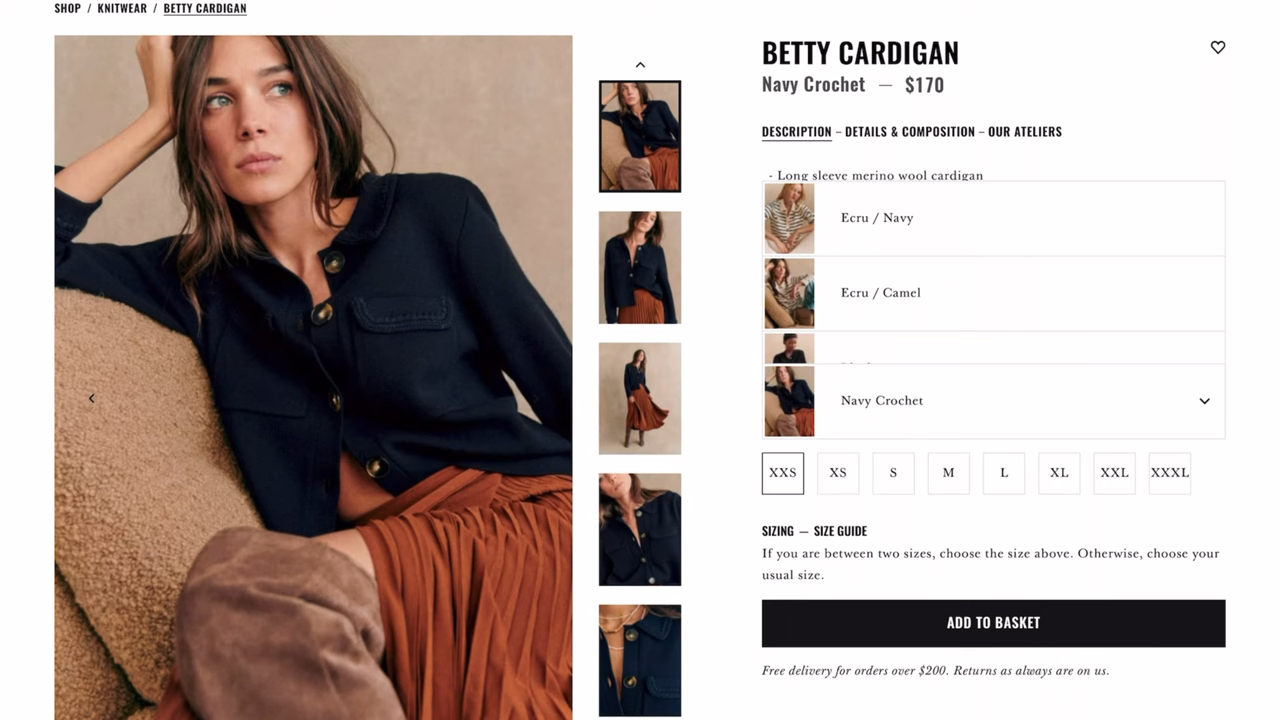 SHOP / KNITWEAR / BETTY CARDIGAN
BETTY CARDIGAN
Navy Crochet — $170
DESCRIPTION – DETAILS & COMPOSITION – OUR ATELIERS
- Long sleeve merino wool cardigan
Ecru / Navy
Ecru / Camel
Navy Crochet
XXS XS S M L XL XXL XXXL
SIZING — SIZE GUIDE
If you are between two sizes, choose the size above. Otherwise, choose your
usual size.
ADD TO BASKET
Free delivery for orders over $200. Returns as always are on us.